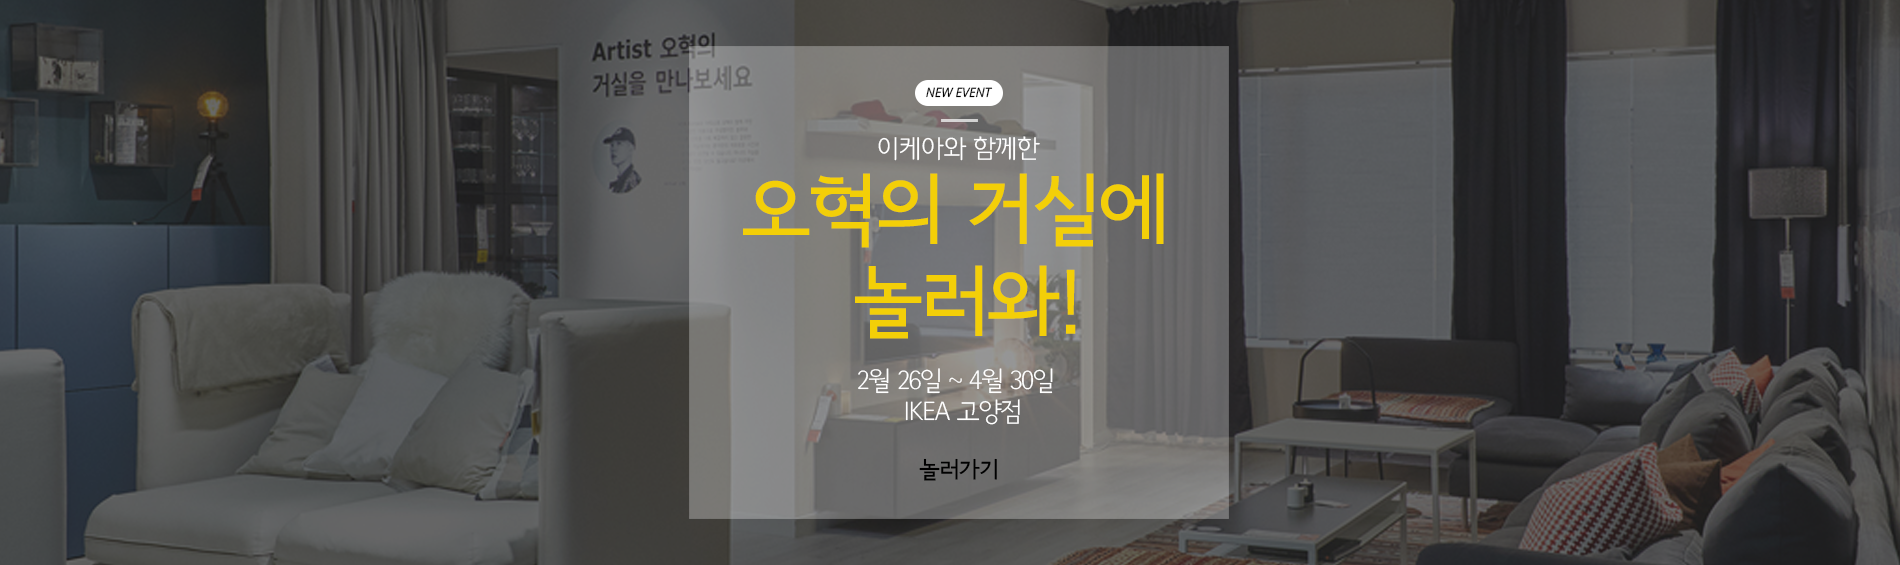 Artist 오혁의
거실을 만나보세요
NEW EVENT
이케아와 함께한
오혁의 거실에
놀러와!
2월 26일 ~ 4월 30일
IKEA 고양점
놀러가기